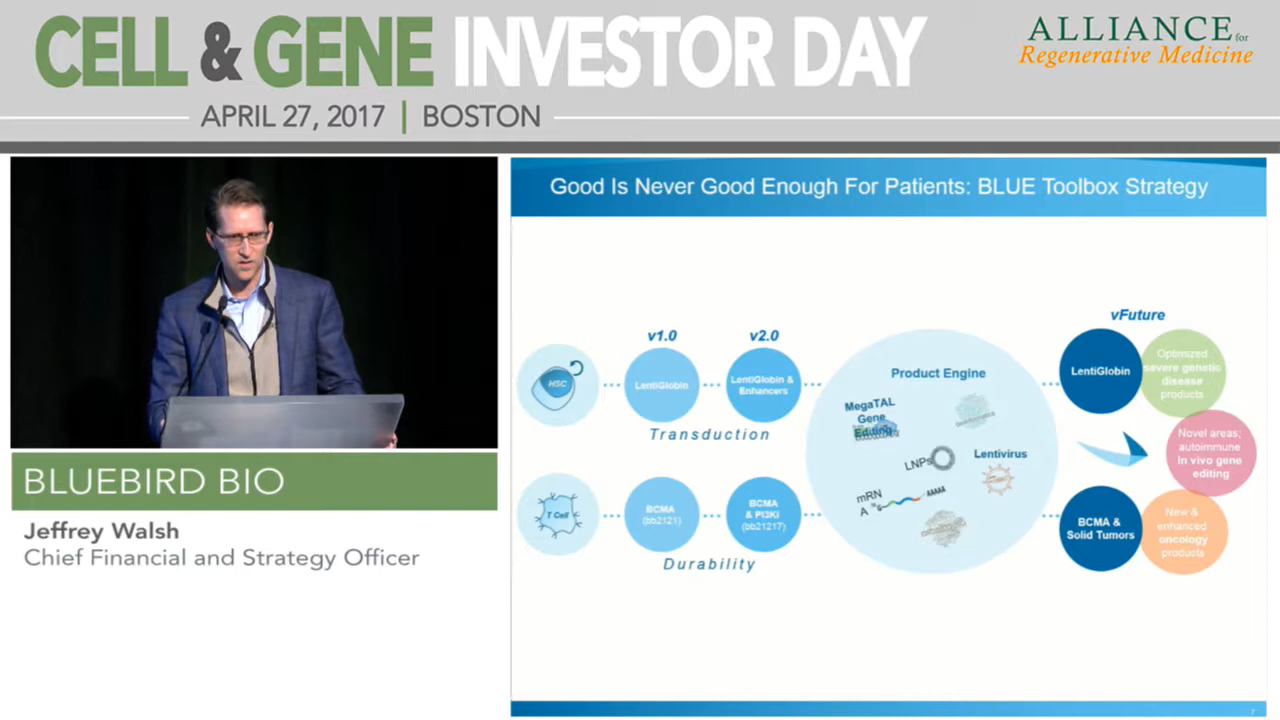 CELL & GENE INVESTOR DAY
APRIL 27, 2017 | BOSTON
ALLIANCE for
Regenerative Medicine
BLUEBIRD BIO
Jeffrey Walsh
Chief Financial and Strategy Officer
Good Is Never Good Enough For Patients: BLUE Toolbox Strategy
v1.0
v2.0
vFuture
HSC
LentiGlobin
LentiGlobin &
Enhancers
Transduction
T Cell
BCMA
(bb2121)
BCMA
& PI3Ki
(bb21217)
Durability
Product Engine
MegaTAL
Gene
Editing
LNPs
Lentivirus
mRN
A
AAAAA
LentiGlobin
Optimized
severe genetic
disease
products
Novel areas;
autoimmune
In vivo gene
editing
BCMA &
Solid Tumors
New &
enhanced
oncology
products
7